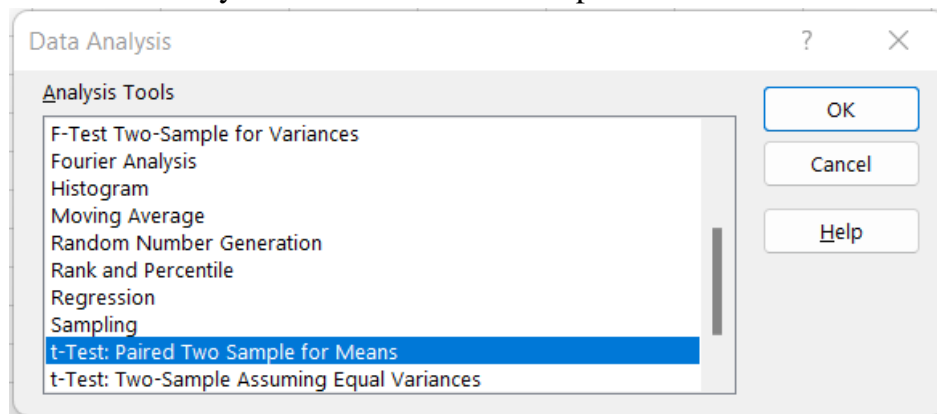 Data Analysis ? ×
Analysis Tools
F-Test Two-Sample for Variances
Fourier Analysis
Histogram
Moving Average
Random Number Generation
Rank and Percentile
Regression
Sampling
t-Test: Paired Two Sample for Means
t-Test: Two-Sample Assuming Equal Variances
OK
Cancel
Help